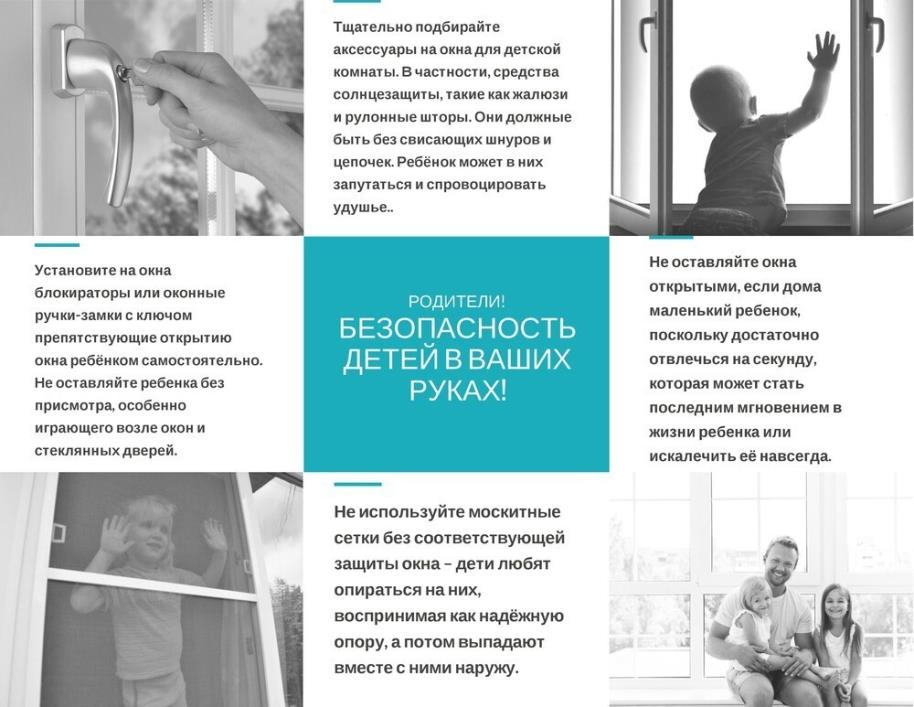 Тщательно подбирайте
аксессуары на окна для детской
комнаты. В частности, средства
солнцезащиты, такие как жалюзи
и рулонные шторы. Они должные
быть без свисающих шнуров и
цепочек. Ребёнок может в них
запутаться и спровоцировать
удушье..
Установите на окна
блокираторы или оконные
ручки-замки с ключом
препятствующие открытию
окна ребёнком самостоятельно.
Не оставляйте ребенка без
присмотра, особенно
играющего возле окон и
стеклянных дверей.
РОДИТЕЛИ!
БЕЗОПАСНОСТЬ
ДЕТЕЙ В ВАШИХ
РУКАХ!
Не оставляйте окна
открытыми, если дома
маленький ребенок,
поскольку достаточно
отвлечься на секунду,
которая может стать
последним мгновением в
жизни ребенка или
искалечить её навсегда.
Не используйте москитные
сетки без соответствующей
защиты окна – дети любят
опираться на них,
воспринимая как надёжную
опору, а потом выпадают
вместе с ними наружу.